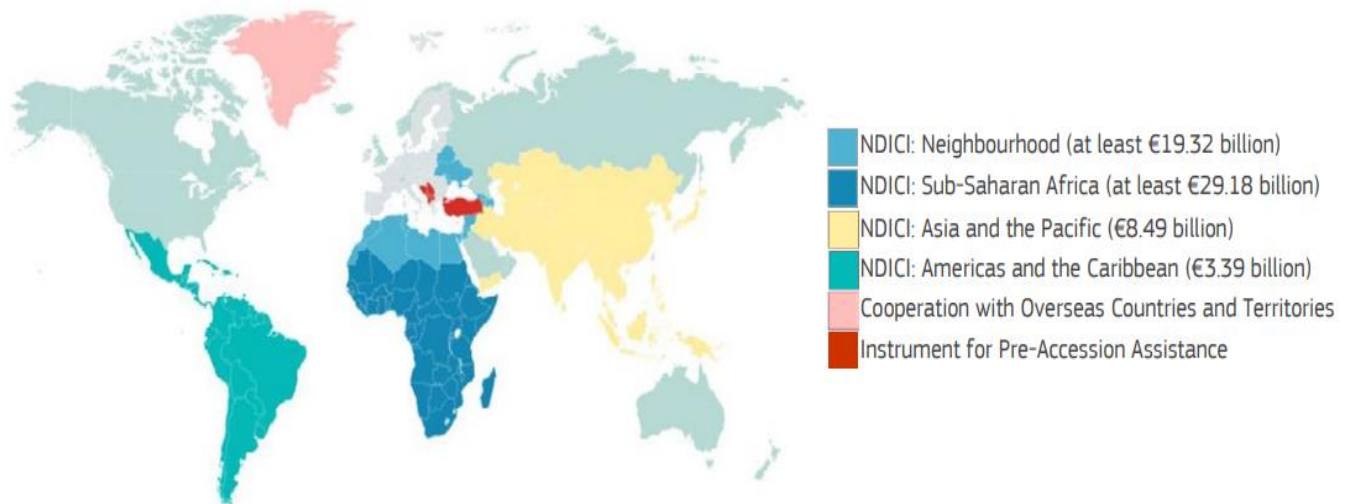 NDICI: Neighbourhood (at least €19.32 billion)
NDICI: Sub-Saharan Africa (at least €29.18 billion)
NDICI: Asia and the Pacific (€8.49 billion)
NDICI: Americas and the Caribbean (€3.39 billion)
Cooperation with Overseas Countries and Territories
Instrument for Pre-Accession Assistance